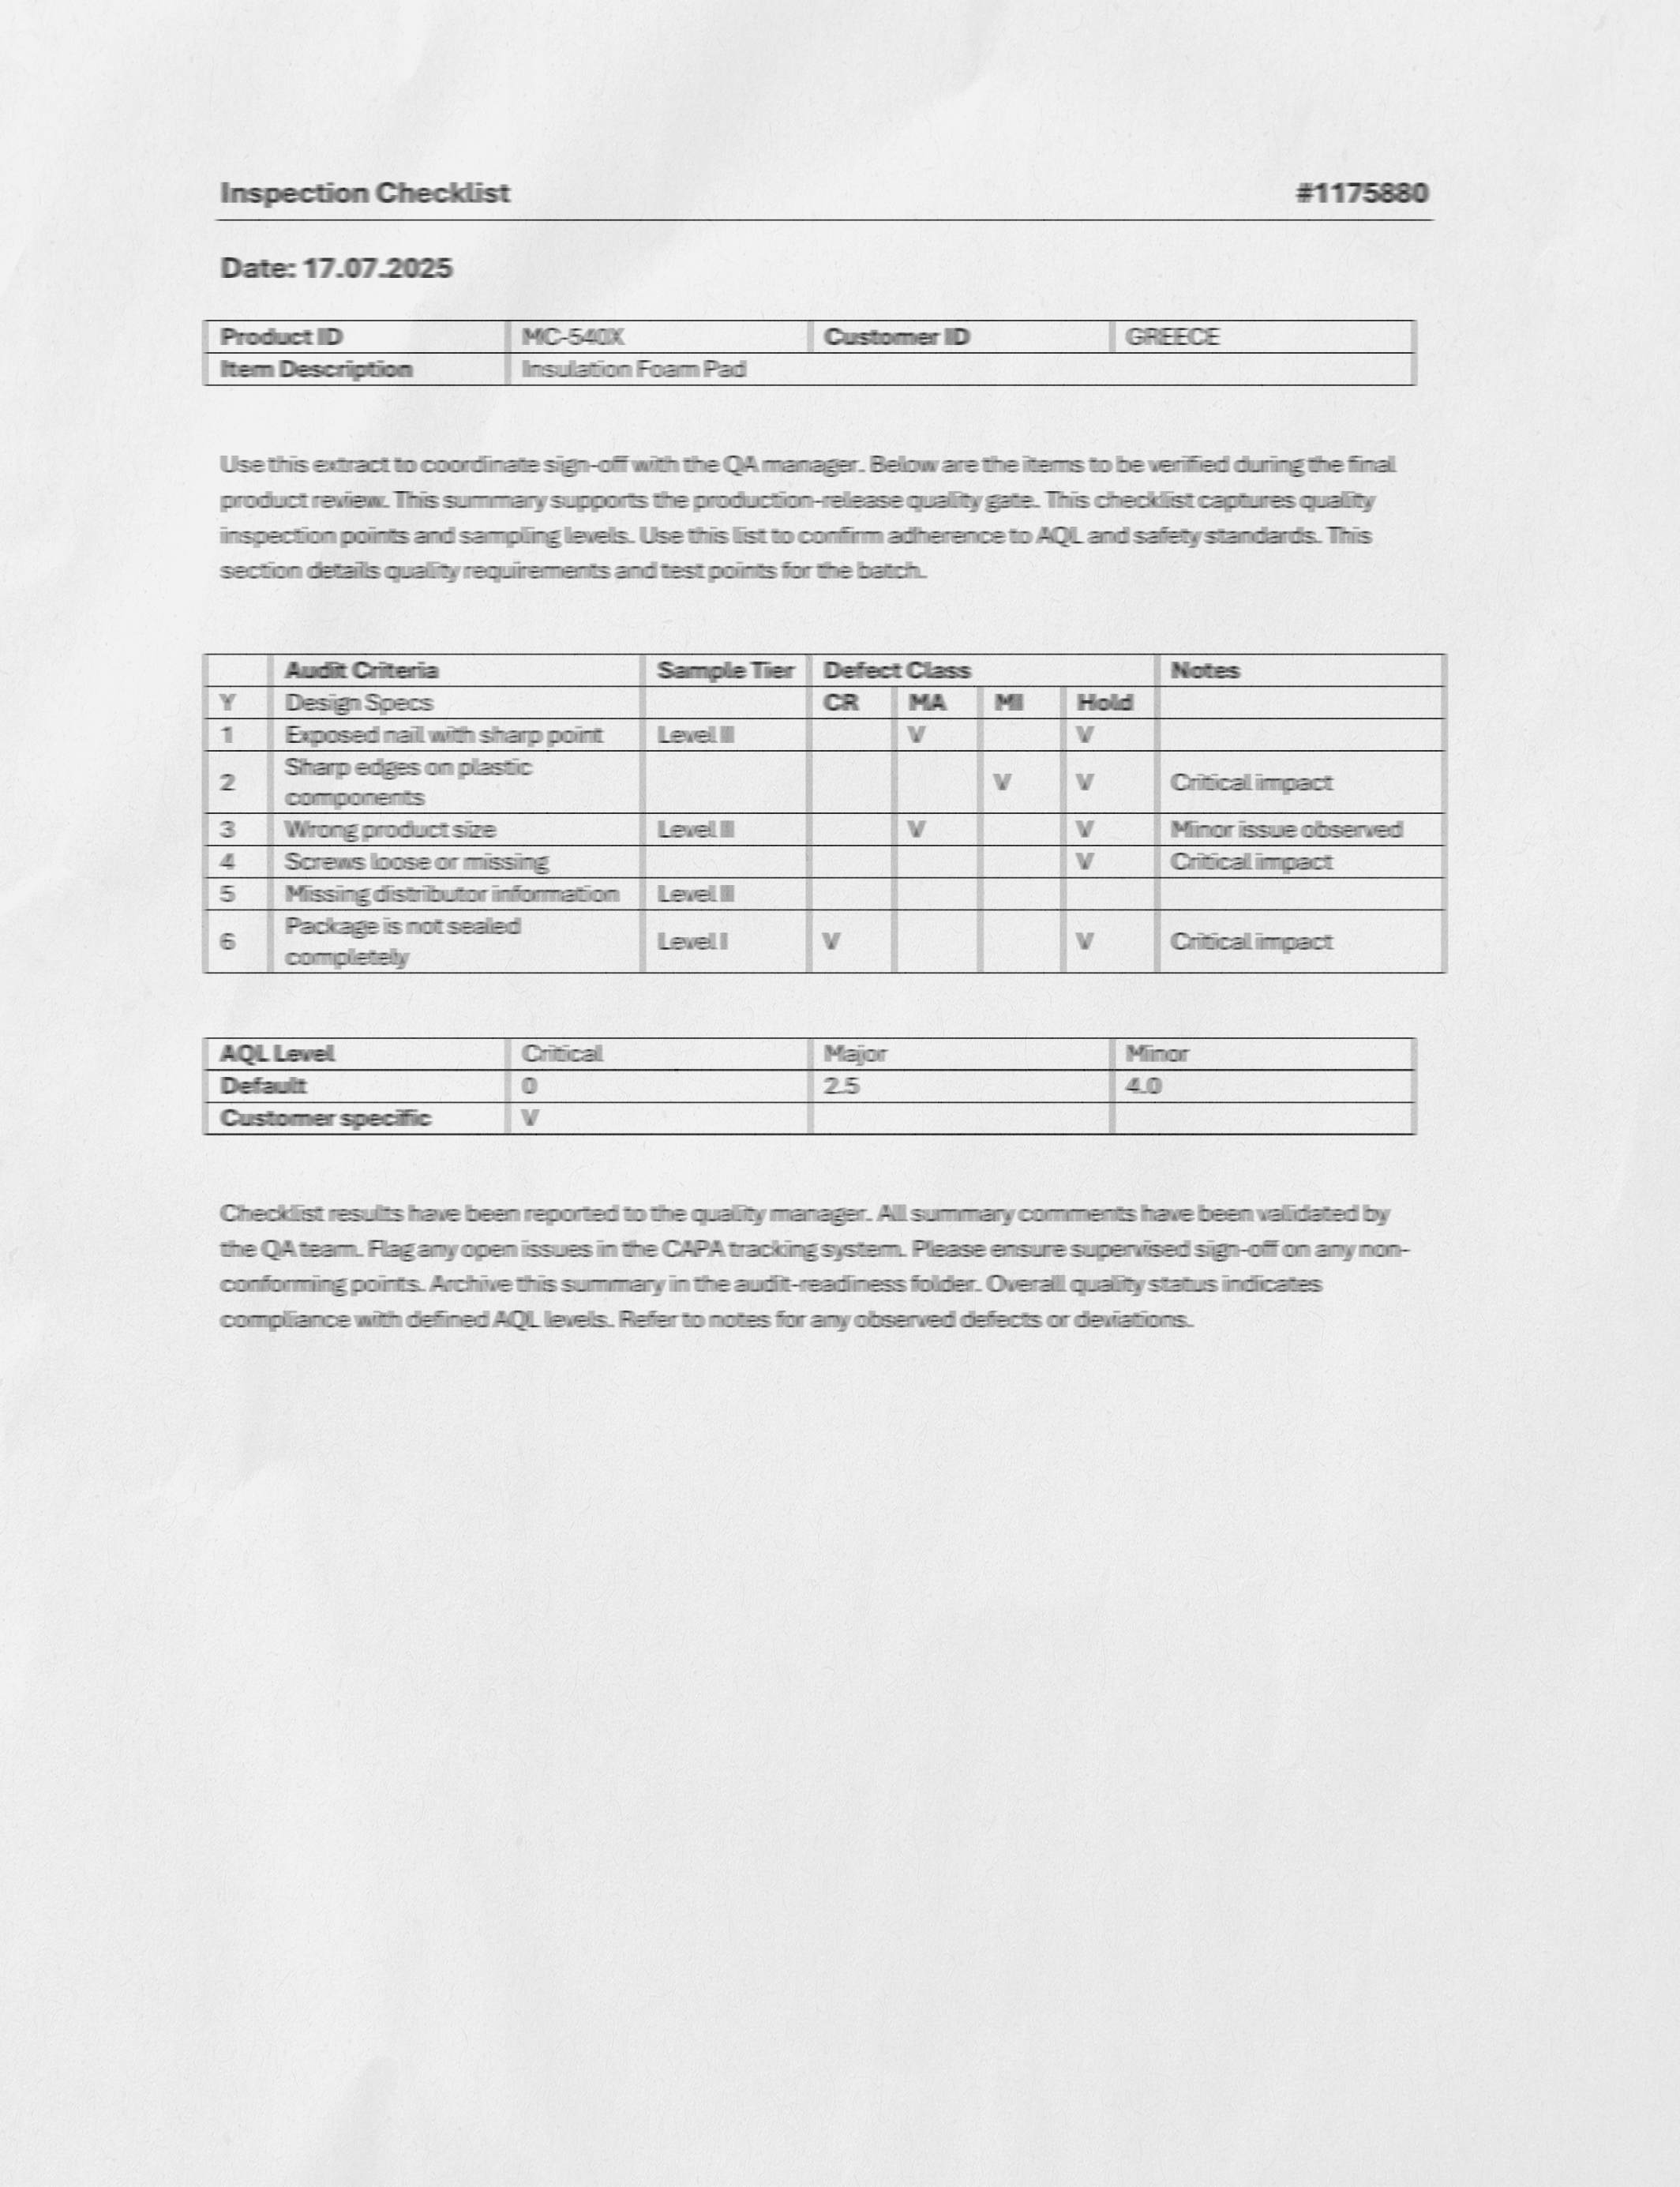 Inspection Checklist #1175880
Date: 17.07.2025
Product ID MC-540X Customer ID GREECE
Item Description Insulation Foam Pad
Use this extract to coordinate sign-off with the QA manager. Below are the items to be verified during the final
product review. This summary supports the production-release quality gate. This checklist captures quality
inspection points and sampling levels. Use this list to confirm adherence to AQL and safety standards. This
section details quality requirements and test points for the batch.
Audit Criteria Sample Tier Defect Class Notes
Y Design Specs CR MA MI Hold
1 Exposed nail with sharp point Level V V
Sharp edges on plastic
2 components V V Critical impact
3 Wrong product size Level V V Minor issue observed
4 Screws loose or missing V Critical impact
5 Missing distributor information Level
Package is not sealed
6 completely Level I V V Critical impact
AQL Level Critical Major Minor
Default 0 2.5 4.0
Customer specific V
Checklist results have been reported to the quality manager. All summary comments have been validated by
the QA team. Flag any open issues in the CAPA tracking system. Please ensure supervised sign-off on any non-
conforming points. Archive this summary in the audit-readiness folder. Overall quality status indicates
compliance with defined AQL levels. Refer to notes for any observed defects or deviations.